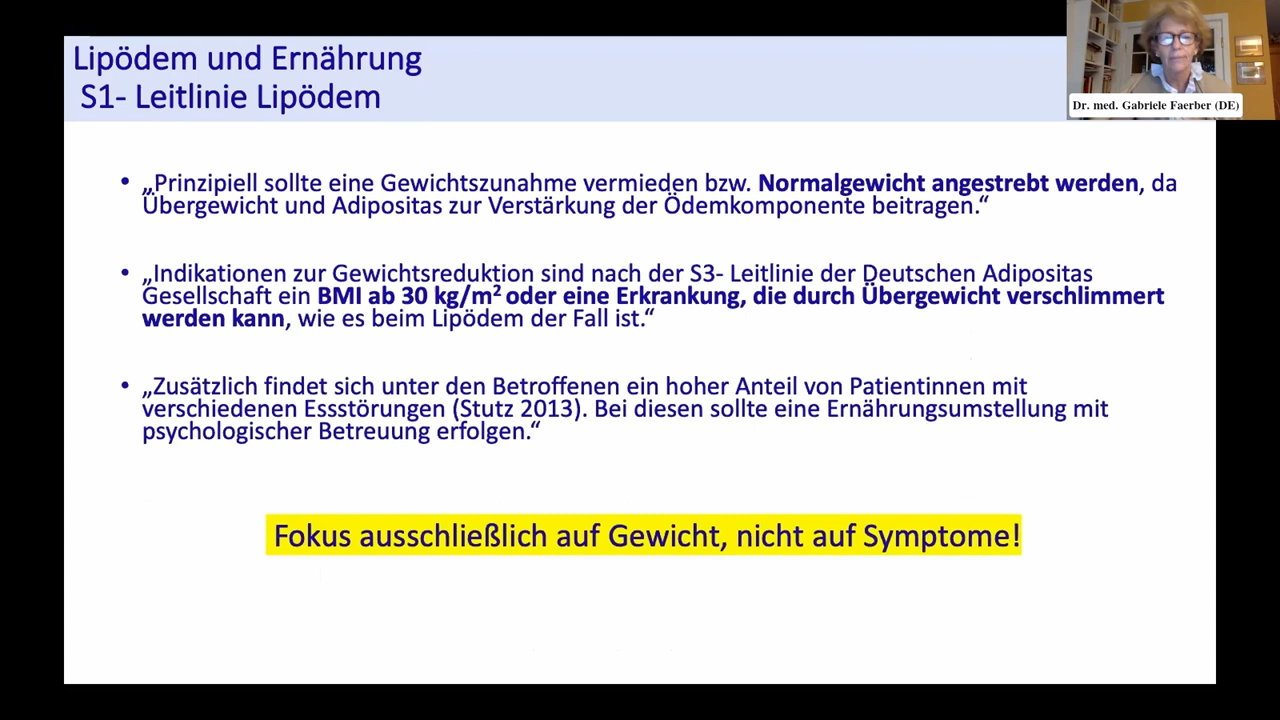 Lipödem und Ernährung
S1- Leitlinie Lipödem
Dr. med. Gabriele Faerber (DE)
• „Prinzipiell sollte eine Gewichtszunahme vermieden bzw. Normalgewicht angestrebt werden, da
Übergewicht und Adipositas zur Verstärkung der Ödemkomponente beitragen.“
• „Indikationen zur Gewichtsreduktion sind nach der S3- Leitlinie der Deutschen Adipositas
Gesellschaft ein BMI ab 30 kg/m² oder eine Erkrankung, die durch Übergewicht verschlimmert
werden kann, wie es beim Lipödem der Fall ist.“
• „Zusätzlich findet sich unter den Betroffenen ein hoher Anteil von Patientinnen mit
verschiedenen Essstörungen (Stutz 2013). Bei diesen sollte eine Ernährungsumstellung mit
psychologischer Betreuung erfolgen.“
Fokus ausschließlich auf Gewicht, nicht auf Symptome!